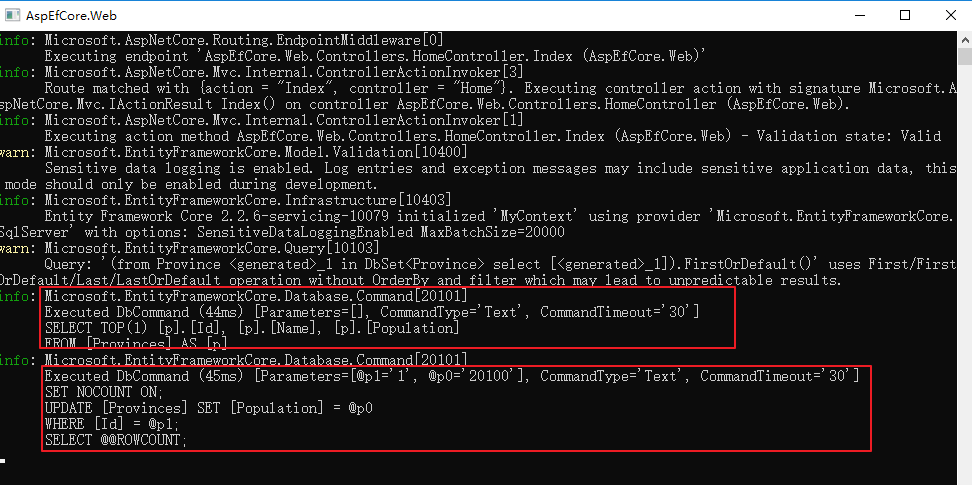 AspEfCore.Web
info: Microsoft.AspNetCore.Routing.EndpointMiddleware[0]
Executing endpoint 'AspEfCore.Web.Controllers.HomeController.Index (AspEfCore.Web)'
info: Microsoft.AspNetCore.Mvc.Internal.ControllerActionInvoker[3]
Route matched with {action = "Index", controller = "Home"}. Executing controller action with signature Microsoft.A
spNetCore.Mvc.IActionResult Index() on controller AspEfCore.Web.Controllers.HomeController (AspEfCore.Web).
info: Microsoft.AspNetCore.Mvc.Internal.ControllerActionInvoker[1]
Executing action method AspEfCore.Web.Controllers.HomeController.Index (AspEfCore.Web) - Validation state: Valid
warn: Microsoft.EntityFrameworkCore.Model.Validation[10400]
Sensitive data logging is enabled. Log entries and exception messages may include sensitive application data, this
mode should only be enabled during development.
info: Microsoft.EntityFrameworkCore.Infrastructure[10403]
Entity Framework Core 2.2.6-servicing-10079 initialized 'MyContext' using provider 'Microsoft.EntityFrameworkCore.
SqlServer' with options: SensitiveDataLoggingEnabled MaxBatchSize=20000
warn: Microsoft.EntityFrameworkCore.Query[10103]
Query: '(from Province <generated>_1 in DbSet<Province> select [<generated>_1]).FirstOrDefault()' uses First/First
OrDefault/Last/LastOrDefault operation without OrderBy and filter which may lead to unpredictable results.
info: Microsoft.EntityFrameworkCore.Database.Command[20101]
Executed DbCommand (44ms) [Parameters=[], CommandType='Text', CommandTimeout='30']
SELECT TOP(1) [p].[Id], [p].[Name], [p].[Population]
FROM [Provinces] AS [p]
info: Microsoft.EntityFrameworkCore.Database.Command[20101]
Executed DbCommand (45ms) [Parameters=[@p1='1', @p0='20100'], CommandType='Text', CommandTimeout='30']
SET NOCOUNT ON;
UPDATE [Provinces] SET [Population] = @p0
WHERE [Id] = @p1;
SELECT @@ROWCOUNT;